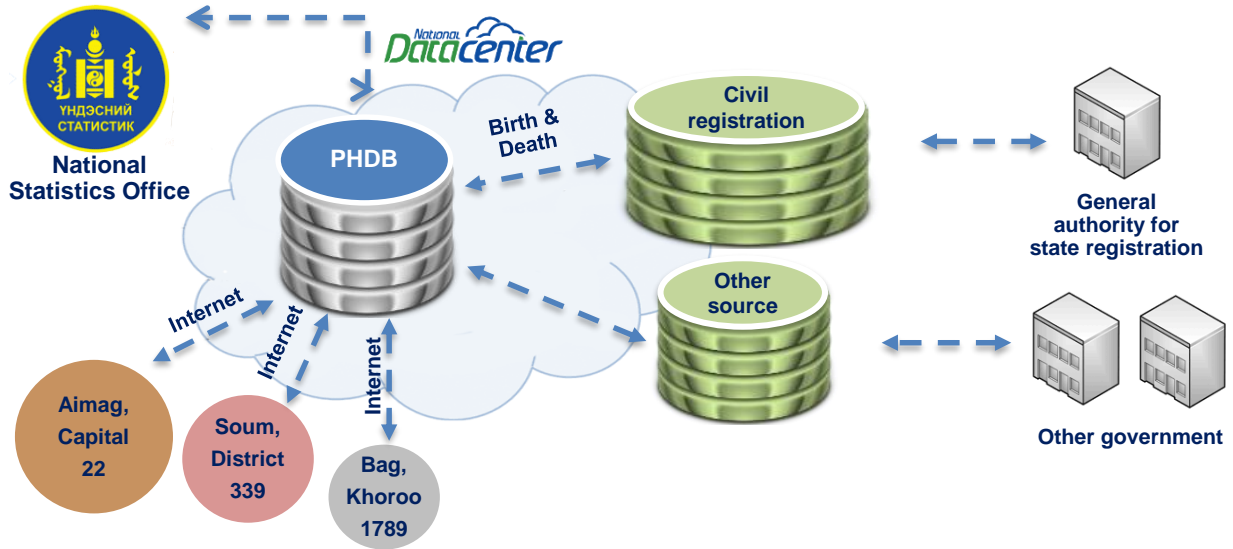 National
Datacenter
ҮНДЭСНИЙ
СТАТИСТИК
National
Statistics Office
PHDB
Birth &
Death
Civil
registration
General
authority for
state registration
Other
source
Other government
Internet
Internet
Internet
Aimag,
Capital
22
Soum,
District
339
Bag,
Khoroo
1789